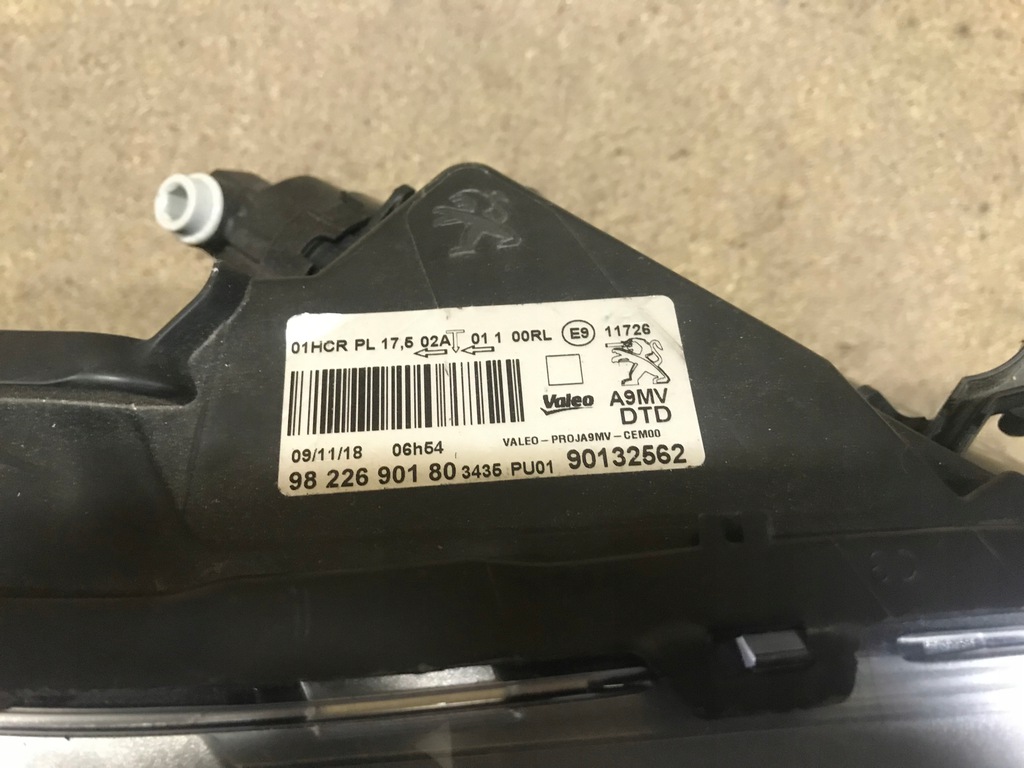 01HCR PL 17,5 02A 01 1 00RL E9 11726
Valeo
A9MV
DTD
VALEO-PROJA9MV-CEM00
09/11/18 06h54
98 226 901 80 3435 PU01 90132562